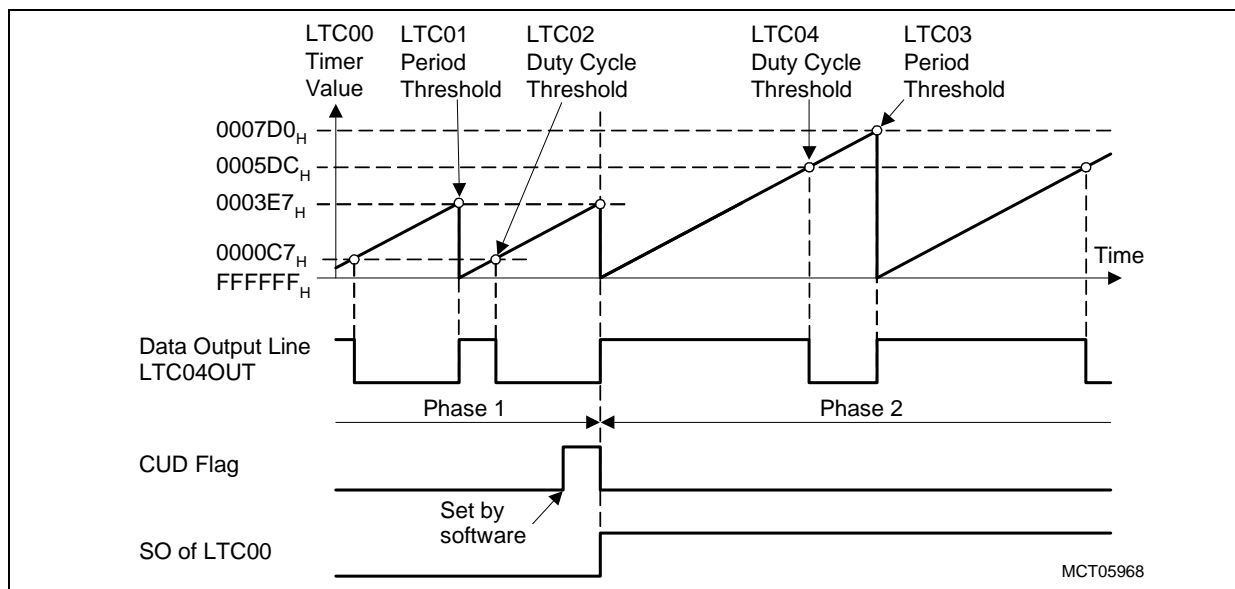 LTC00
Timer
Value
LTC01
Period
Threshold
LTC02
Duty Cycle
Threshold
LTC04
Duty Cycle
Threshold
LTC03
Period
Threshold
0007D0H
0005DCH
0003E7H
0000C7H
FFFFFFH
Time
Data Output Line
LTC04OUT
Phase 1
Phase 2
CUD Flag
Set by
software
SO of LTC00
MCT05968